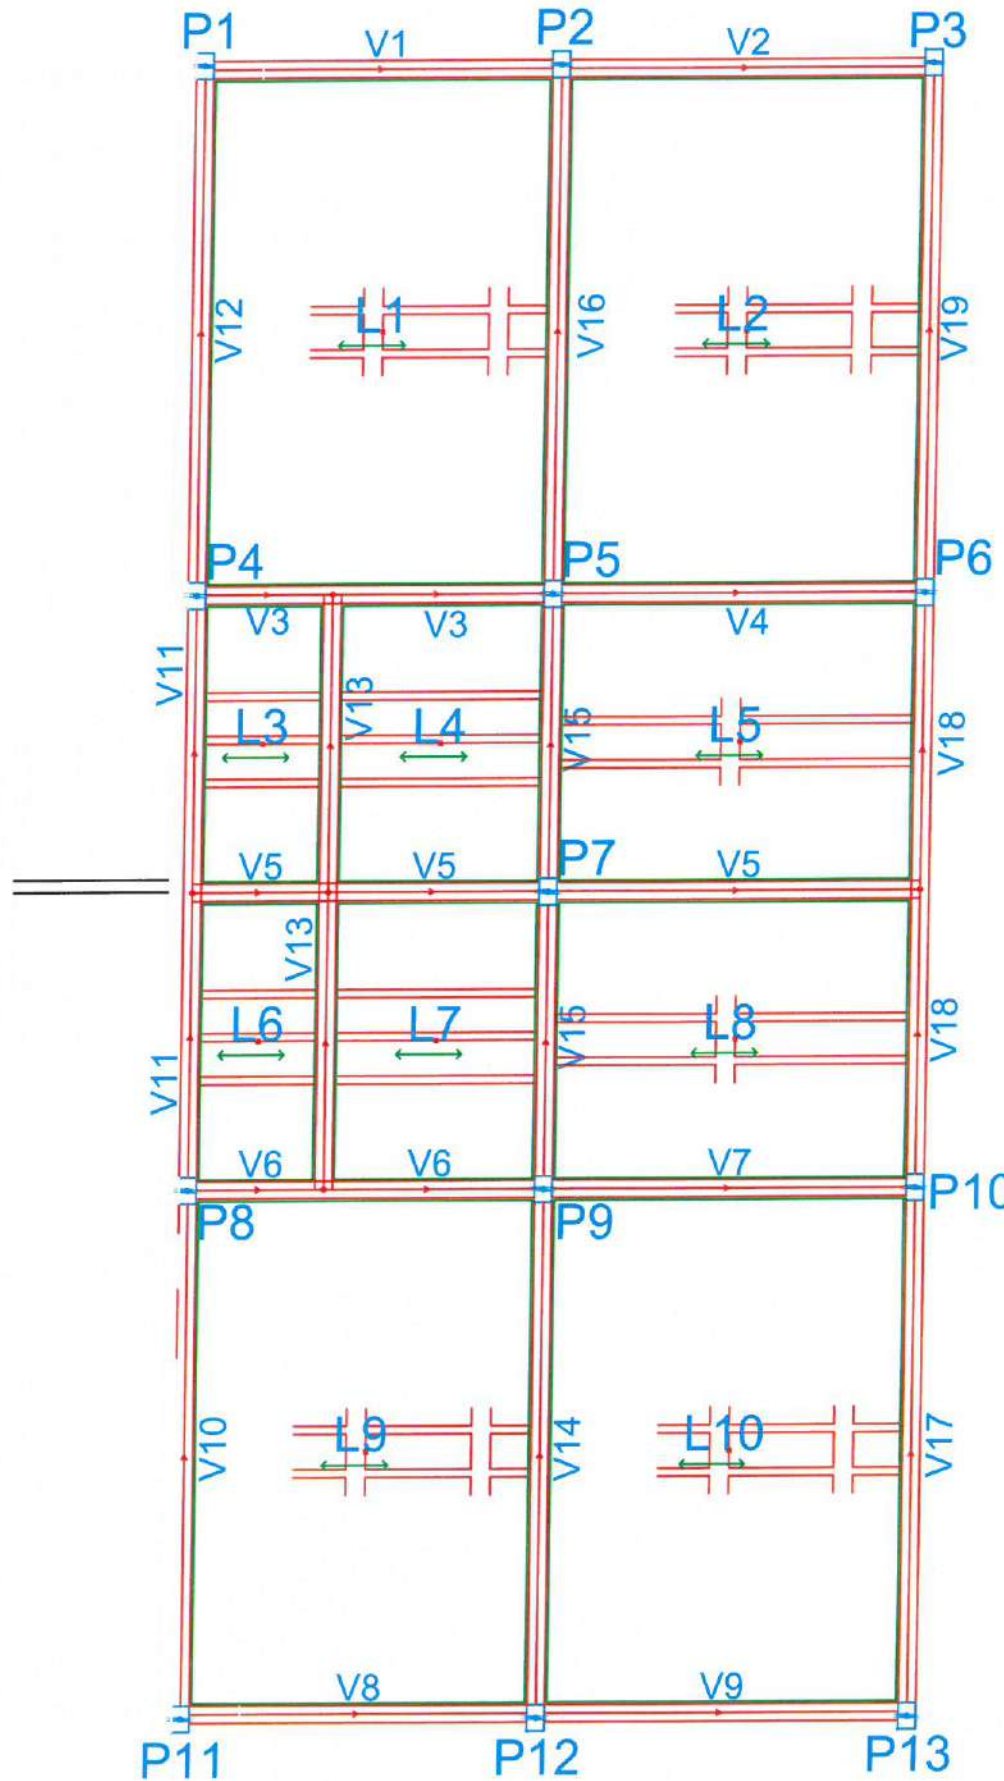 P1 V1 P2 V2 P3
V12 L1 V16 L2 V19
P4 P5 P6
V3 V3 V4
V11 L3 V13 L4 V15 L5 V18
V5 V5 P7 V5
V13
V11 L6 L7 V15 L8 V18
V6 V6 V7
P8 P9 P10
V10 L9 V14 L10 V17
V8 V9
P11 P12 P13